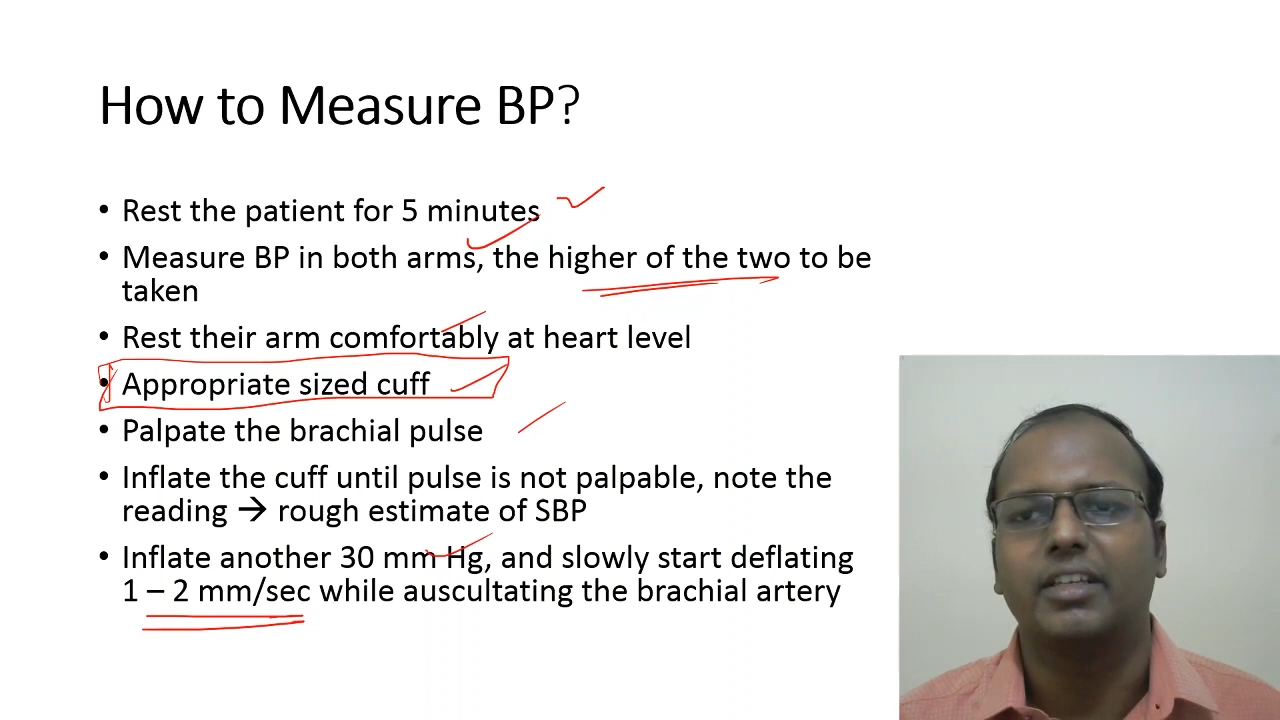 How to Measure BP?
• Rest the patient for 5 minutes
• Measure BP in both arms, the higher of the two to be
taken
• Rest their arm comfortably at heart level
• Appropriate sized cuff
• Palpate the brachial pulse
• Inflate the cuff until pulse is not palpable, note the
reading → rough estimate of SBP
• Inflate another 30 mm Hg, and slowly start deflating
1 – 2 mm/sec while auscultating the brachial artery